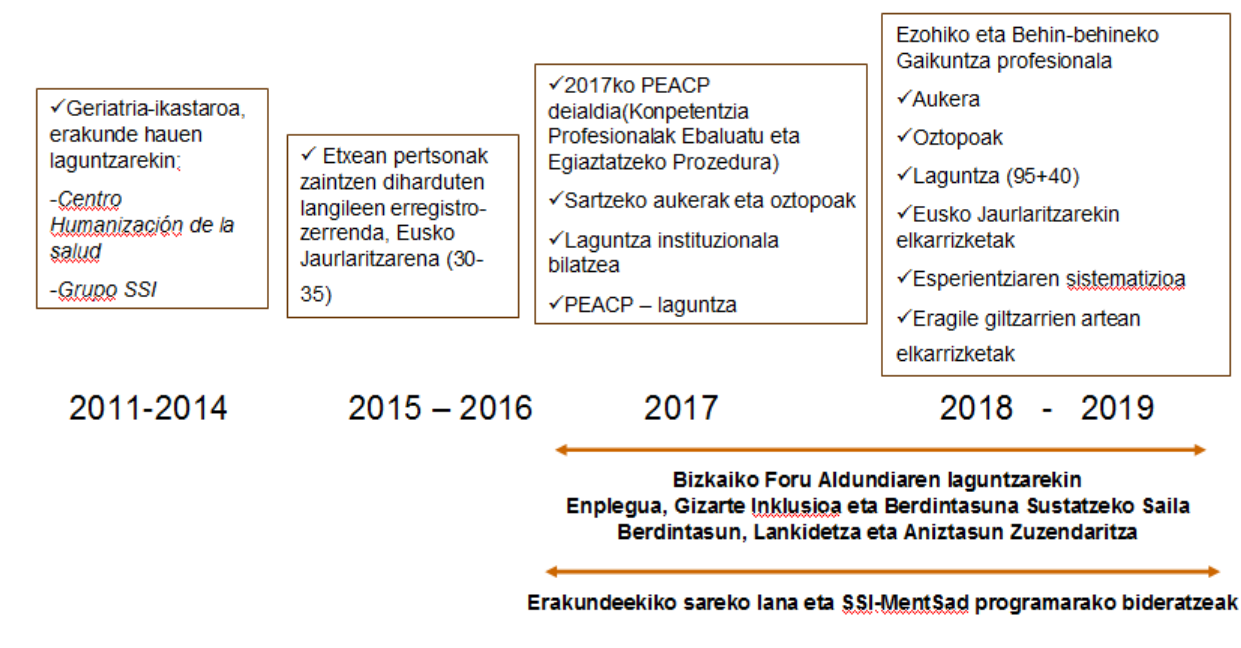 ✓Geriatria-ikastaroa,
erakunde hauen
laguntzarekin:
-Centro
Humanización de la
salud
-Grupo SSI
✓ Etxean pertsonak
zaintzen diharduten
langileen erregistro-
zerrenda, Eusko
Jaurlaritzarena (30-
35)
✓2017ko PEACP
deialdia(Konpetentzia
Profesionalak Ebaluatu eta
Egiaztatzeko Prozedura)
✓Sartzeko aukerak eta oztopoak
✓Laguntza instituzionala
bilatzea
✓PEACP – laguntza
Ezohiko eta Behin-behineko
Gaikuntza profesionala
✓Aukera
✓Oztopoak
✓Laguntza (95+40)
✓Eusko Jaurlaritzarekin
elkarrizketak
✓Esperientziaren sistematizioa
✓Eragile giltzarrien artean
elkarrizketak
2011-2014
2015 – 2016
2017
2018 - 2019
Bizkaiko Foru Aldundiaren laguntzarekin
Enplegua, Gizarte Inklusioa eta Berdintasuna Sustatzeko Saila
Berdintasun, Lankidetza eta Aniztasun Zuzendaritza
Erakundeekiko sareko lana eta SSI-MentSad programarako bideratzeak